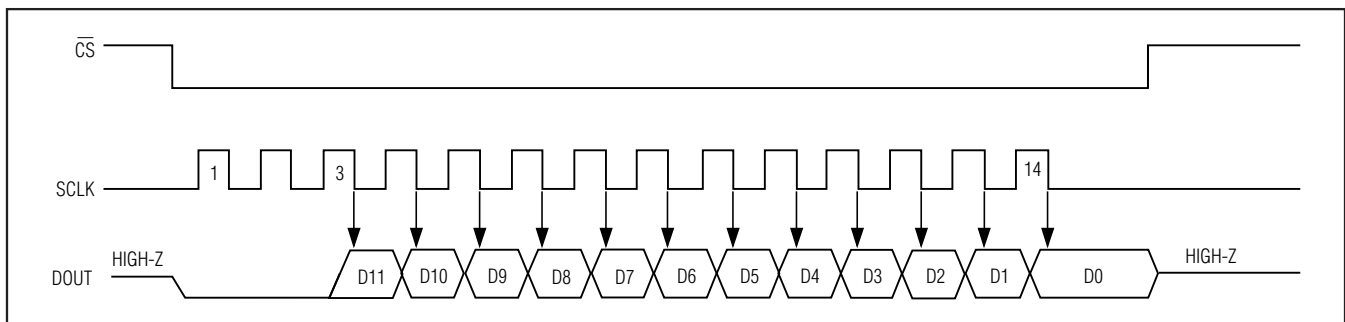 C̅S̅
1 3 14
SCLK
HIGH-Z HIGH-Z
DOUT D11 D10 D9 D8 D7 D6 D5 D4 D3 D2 D1 D0